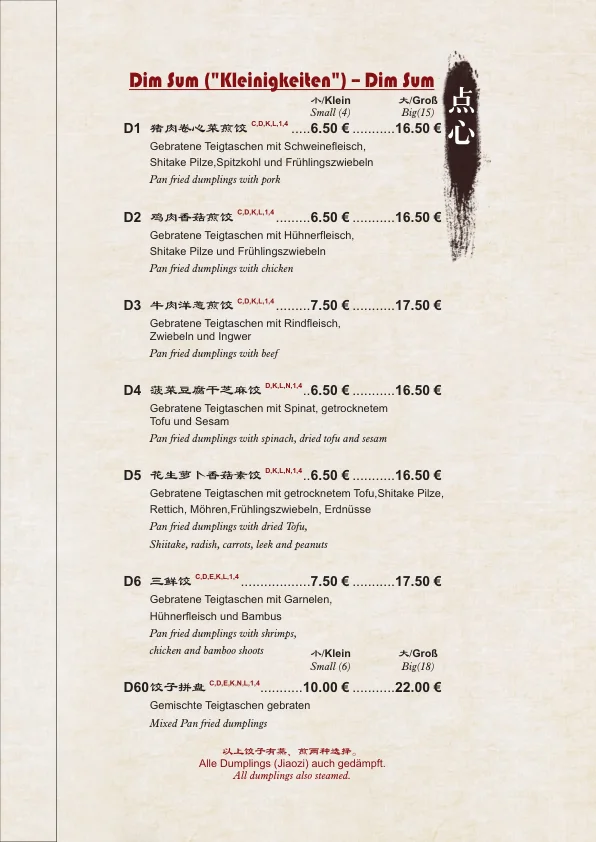 Dim Sum ("Kleinigkeiten") – Dim Sum
点心
小/Klein 大/Groß
Small (4) Big(15)
D1 猪肉卷心菜煎饺 C,D,K,L,1,4 .....6.50 € ...........16.50 €
Gebratene Teigtaschen mit Schweinefleisch,
Shitake Pilze,Spitzkohl und Frühlingszwiebeln
Pan fried dumplings with pork
D2 鸡肉香菇煎饺 C,D,K,L,1,4 .........6.50 € ...........16.50 €
Gebratene Teigtaschen mit Hühnerfleisch,
Shitake Pilze und Frühlingszwiebeln
Pan fried dumplings with chicken
D3 牛肉洋葱煎饺 C,D,K,L,1,4 .........7.50 € ...........17.50 €
Gebratene Teigtaschen mit Rindfleisch,
Zwiebeln und Ingwer
Pan fried dumplings with beef
D4 菠菜豆腐干芝麻饺 D,K,L,N,1,4 ..6.50 € ...........16.50 €
Gebratene Teigtaschen mit Spinat, getrocknetem
Tofu und Sesam
Pan fried dumplings with spinach, dried tofu and sesam
D5 花生萝卜香菇素饺 D,K,L,N,1,4 ..6.50 € ...........16.50 €
Gebratene Teigtaschen mit getrocknetem Tofu,Shitake Pilze,
Rettich, Möhren,Frühlingszwiebeln, Erdnüsse
Pan fried dumplings with dried Tofu,
Shiitake, radish, carrots, leek and peanuts
D6 三鲜饺 C,D,E,K,L,1,4 ..................7.50 € ...........17.50 €
Gebratene Teigtaschen mit Garnelen,
Hühnerfleisch und Bambus
Pan fried dumplings with shrimps,
chicken and bamboo shoots
小/Klein 大/Groß
Small (6) Big(18)
D60 饺子拼盘 C,D,E,K,N,L,1,4 ...........10.00 € ...........22.00 €
Gemischte Teigtaschen gebraten
Mixed Pan fried dumplings
以上饺子有蒸、煎两种选择。
Alle Dumplings (Jiaozi) auch gedämpft.
All dumplings also steamed.